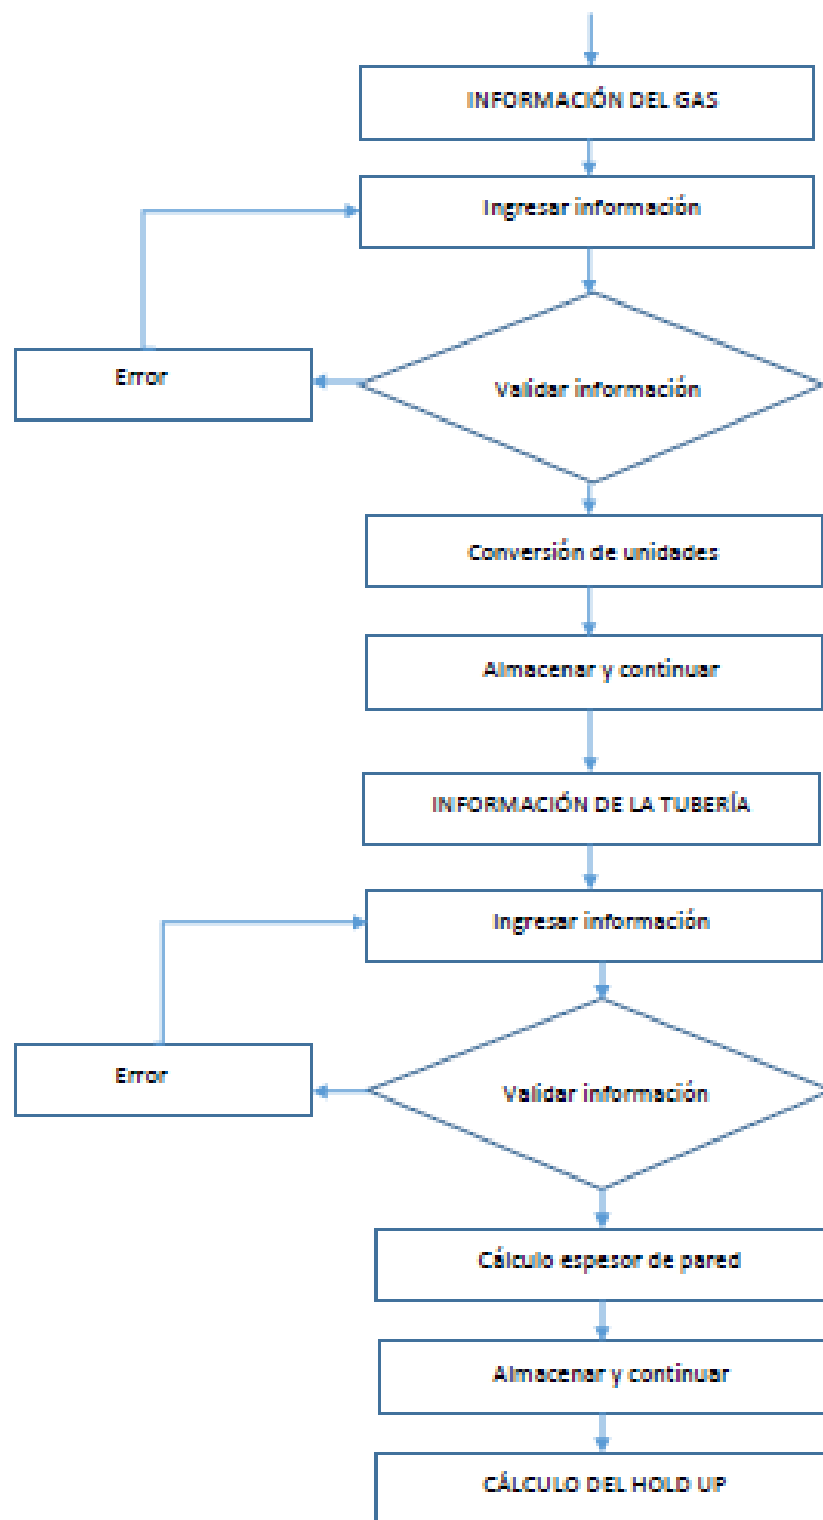 INFORMACIÓN DEL GAS
Ingresar información
Error
Validar información
Conversión de unidades
Almacenar y continuar
INFORMACIÓN DE LA TUBERÍA
Ingresar información
Error
Validar información
Cálculo espesor de pared
Almacenar y continuar
CÁLCULO DEL HOLD UP